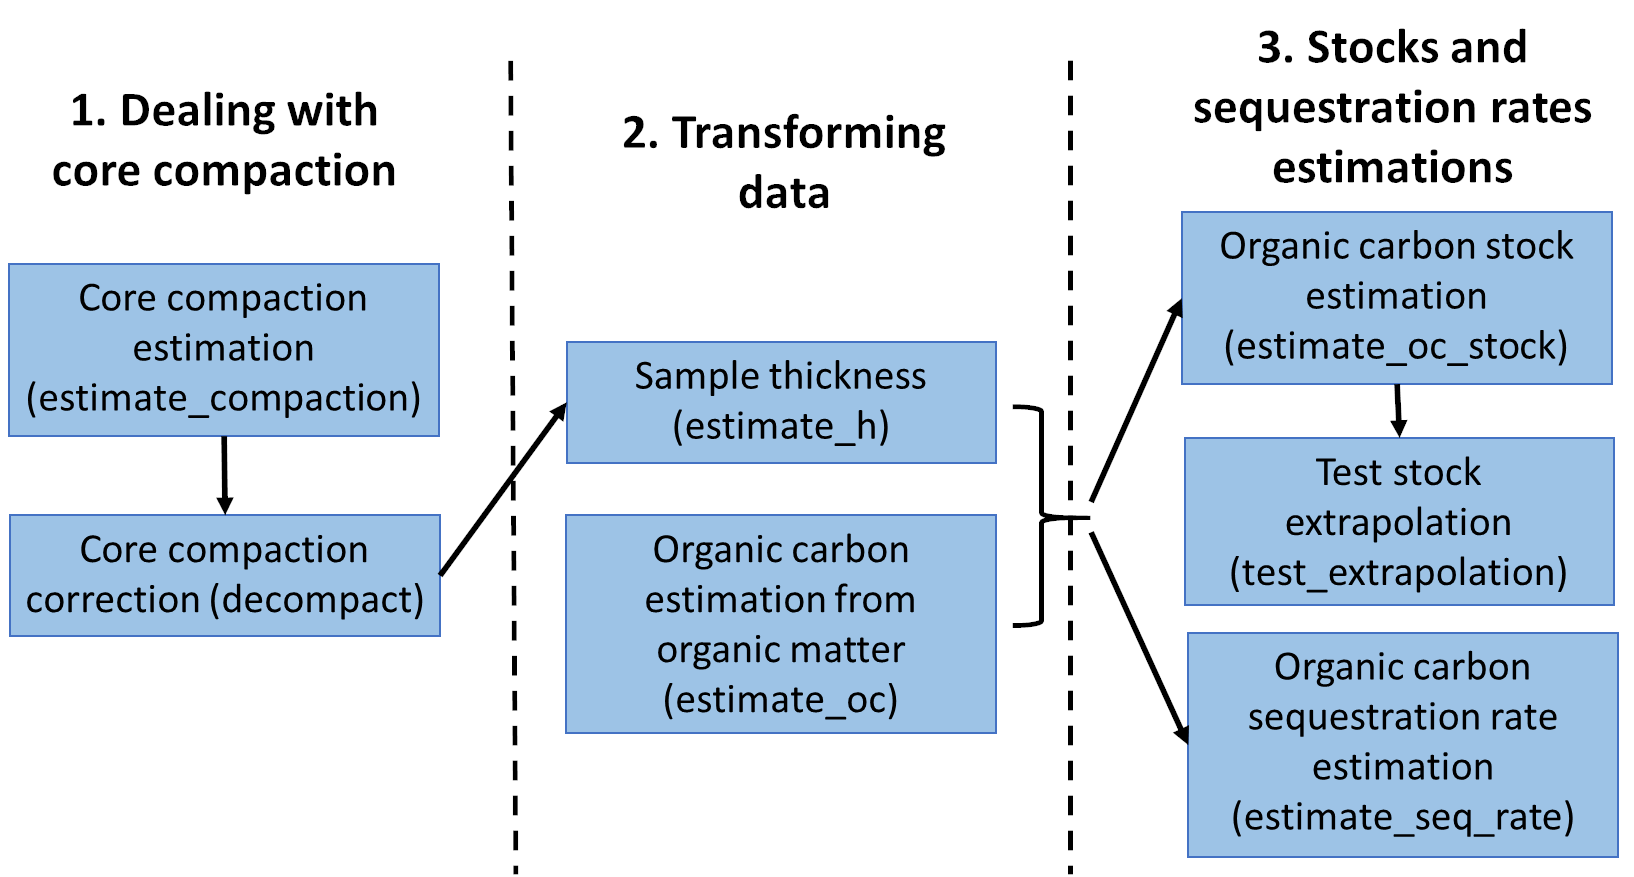 1. Dealing with
core compaction
Core compaction
estimation
(estimate_compaction)
Core compaction
correction (decompact)
2. Transforming
data
Sample thickness
(estimate_h)
Organic carbon
estimation from
organic matter
(estimate_oc)
3. Stocks and
sequestration rates
estimations
Organic carbon stock
estimation
(estimate_oc_stock)
Test stock
extrapolation
(test_extrapolation)
Organic carbon
sequestration rate
estimation
(estimate_seq_rate)